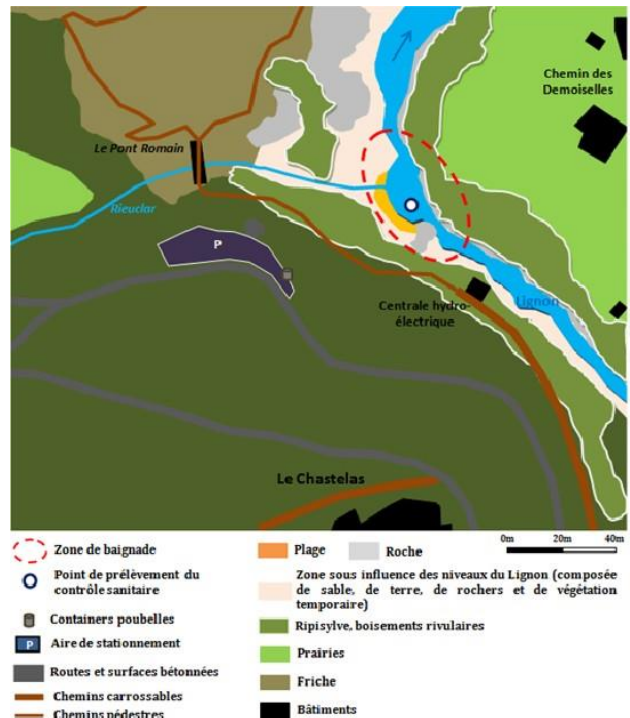 Chemin des
Demoiselles
Le Pont Romain
Rieuclar
P
Centrale hydro-
électrique
Lignon
Le Chastelas
0m 20m 40m
Zone de baignade
Point de prélèvement du
contrôle sanitaire
Containers poubelles
P Aire de stationnement
Routes et surfaces bétonnées
Chemins carrossables
Chemins pédestres
Plage
Roche
Zone sous influence des niveaux du Lignon (composée
de sable, de terre, de rochers et de végétation
temporaire)
Ripisylve, boisements rivulaires
Prairies
Friche
Bâtiments